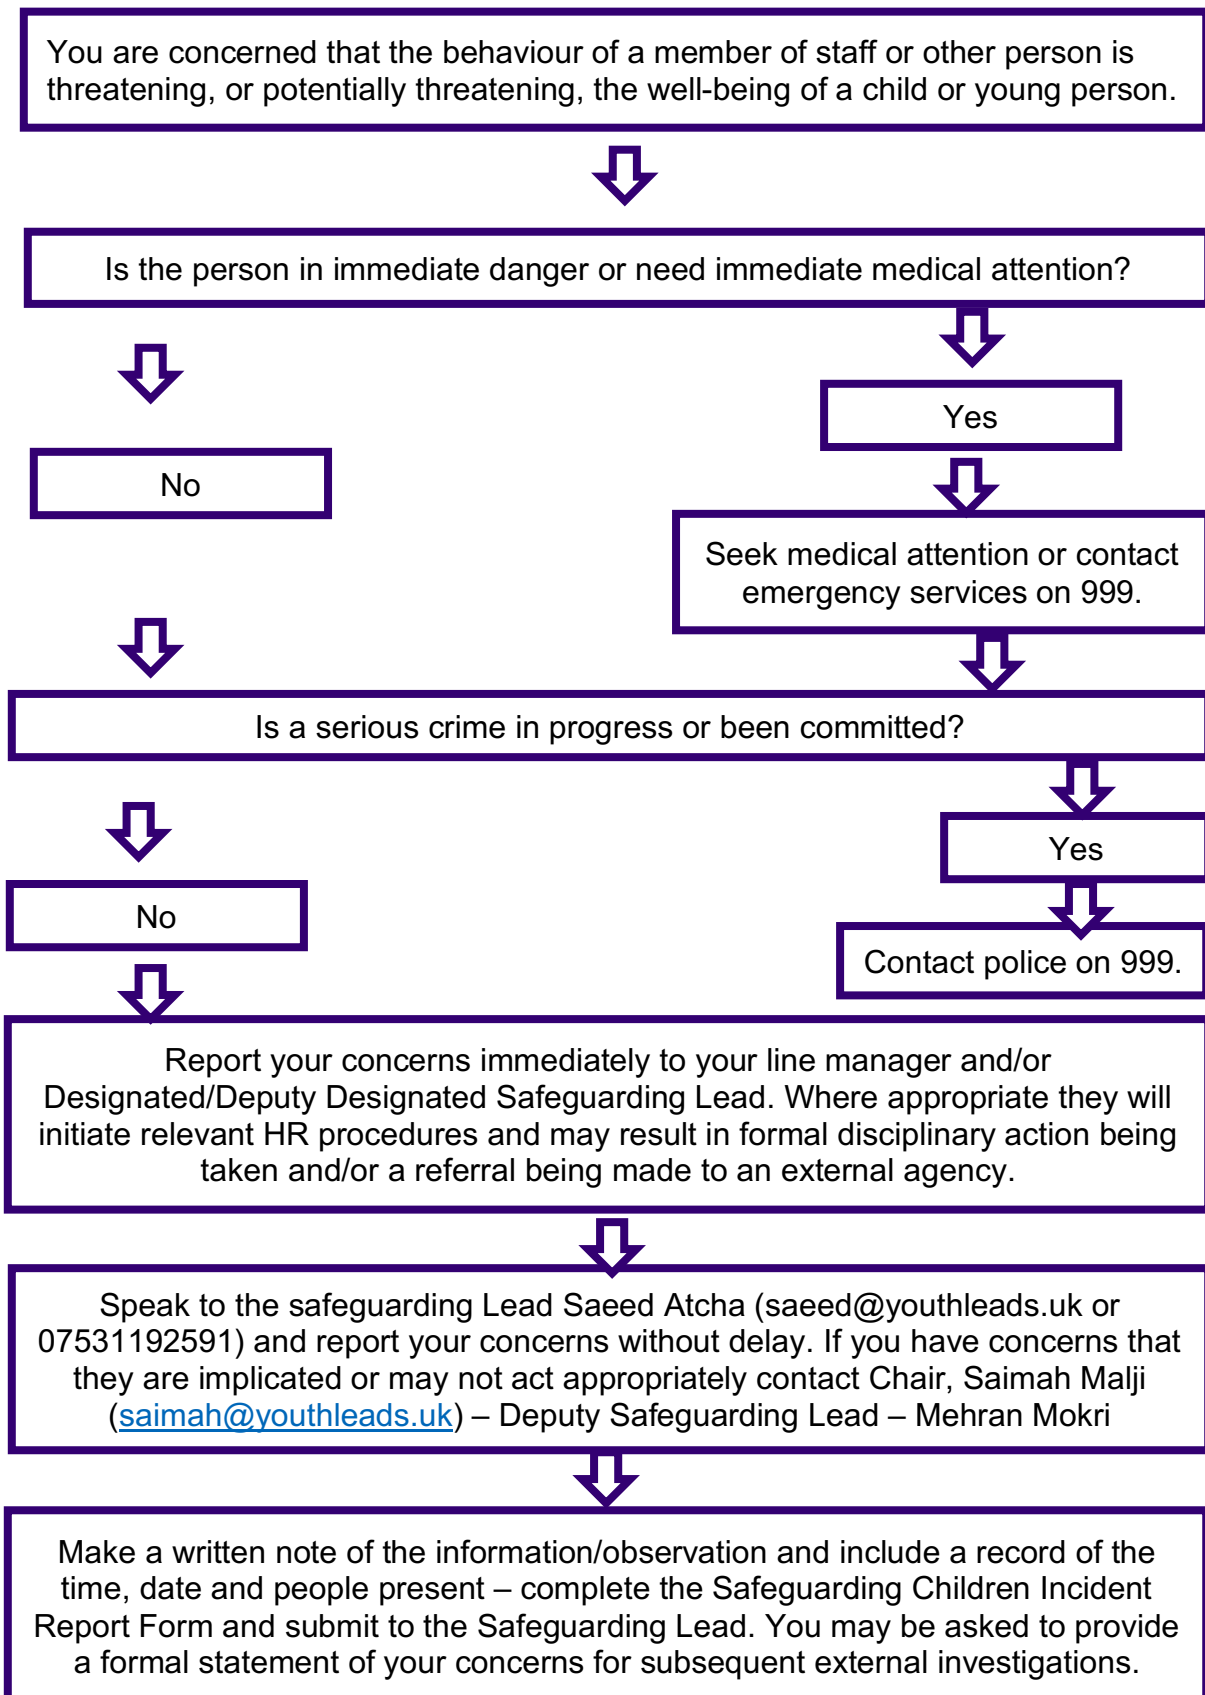 You are concerned that the behaviour of a member of staff or other person is
threatening, or potentially threatening, the well-being of a child or young person.
Is the person in immediate danger or need immediate medical attention?
Yes
No
Seek medical attention or contact
emergency services on 999.
Is a serious crime in progress or been committed?
Yes
No
Contact police on 999.
Report your concerns immediately to your line manager and/or
Designated/Deputy Designated Safeguarding Lead. Where appropriate they will
initiate relevant HR procedures and may result in formal disciplinary action being
taken and/or a referral being made to an external agency.
Speak to the safeguarding Lead Saeed Atcha (saeed@youthleads.uk or
07531192591) and report your concerns without delay. If you have concerns that
they are implicated or may not act appropriately contact Chair, Saimah Malji
(saimah@youthleads.uk) – Deputy Safeguarding Lead – Mehran Mokri
Make a written note of the information/observation and include a record of the
time, date and people present – complete the Safeguarding Children Incident
Report Form and submit to the Safeguarding Lead. You may be asked to provide
a formal statement of your concerns for subsequent external investigations.